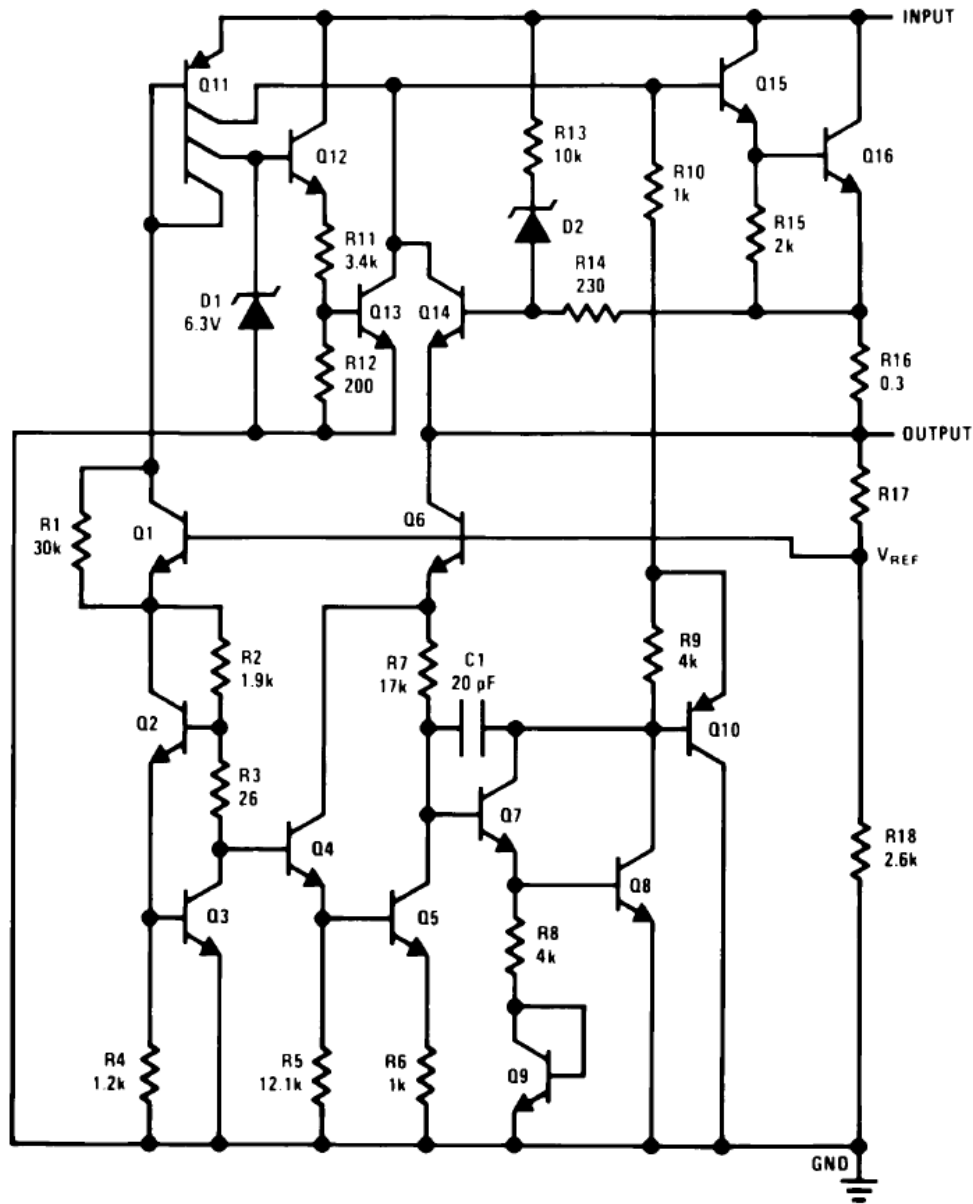 INPUT
Q11
Q15
Q12
R13
10k
Q16
R10
1k
D2
R15
2k
R11
3.4k
R14
230
D1
6.3V
Q13
Q14
R12
200
R16
0.3
OUTPUT
R17
R1
30k
Q1
Q6
VREF
R2
1.9k
R7
17k
C1
20 pF
R9
4k
Q2
Q10
R3
26
Q4
Q7
R18
2.6k
Q3
Q5
Q8
R8
4k
R4
1.2k
R5
12.1k
R6
1k
Q9
GND